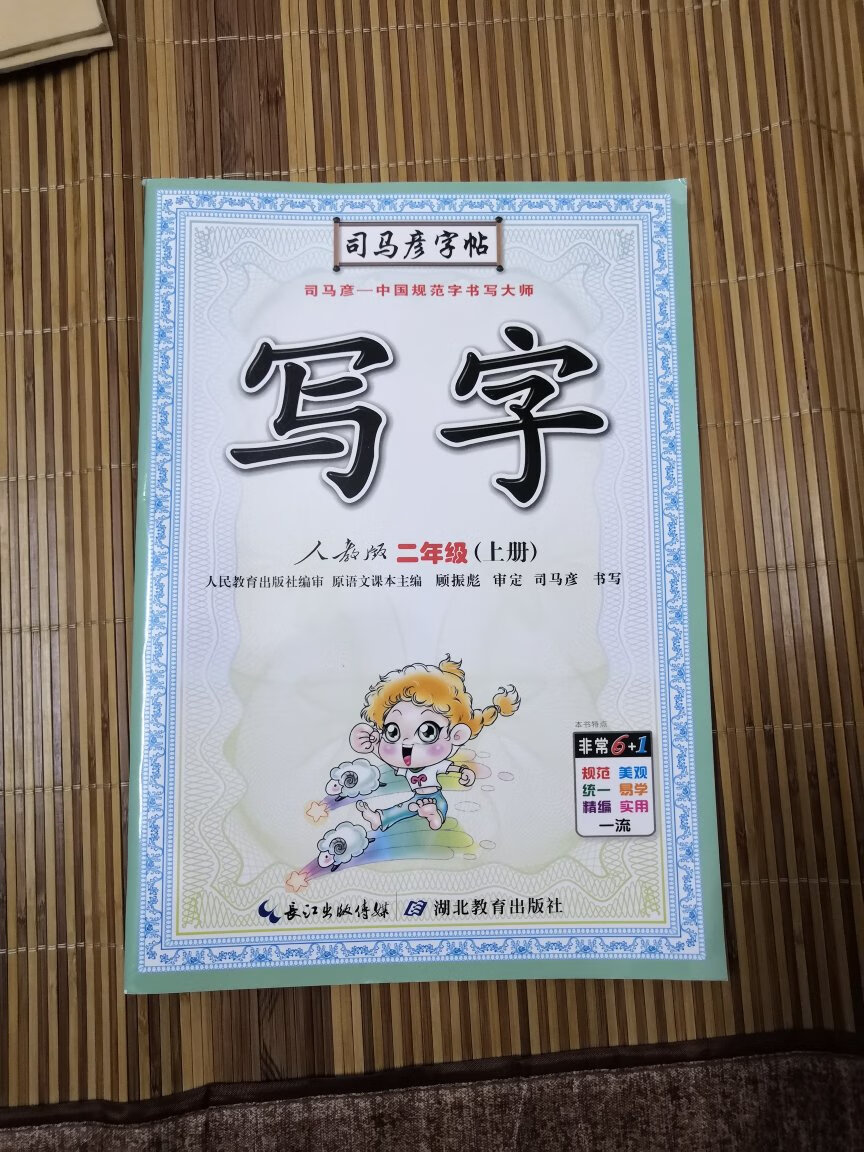 司马彦字帖
司马彦—中国规范字书写大师
写字
人教版 二年级(上册)
人民教育出版社编审 原语文课本主编 顾振彪 审定 司马彦 书写
本书特点
非常6+1
规范 美观
统一 易学
精编 实用
一流
长江出版传媒 湖北教育出版社